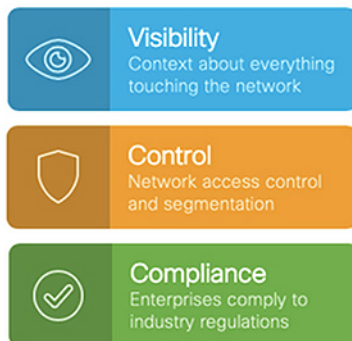 Visibility
Context about everything
touching the network
Control
Network access control
and segmentation
Compliance
Enterprises comply to
industry regulations